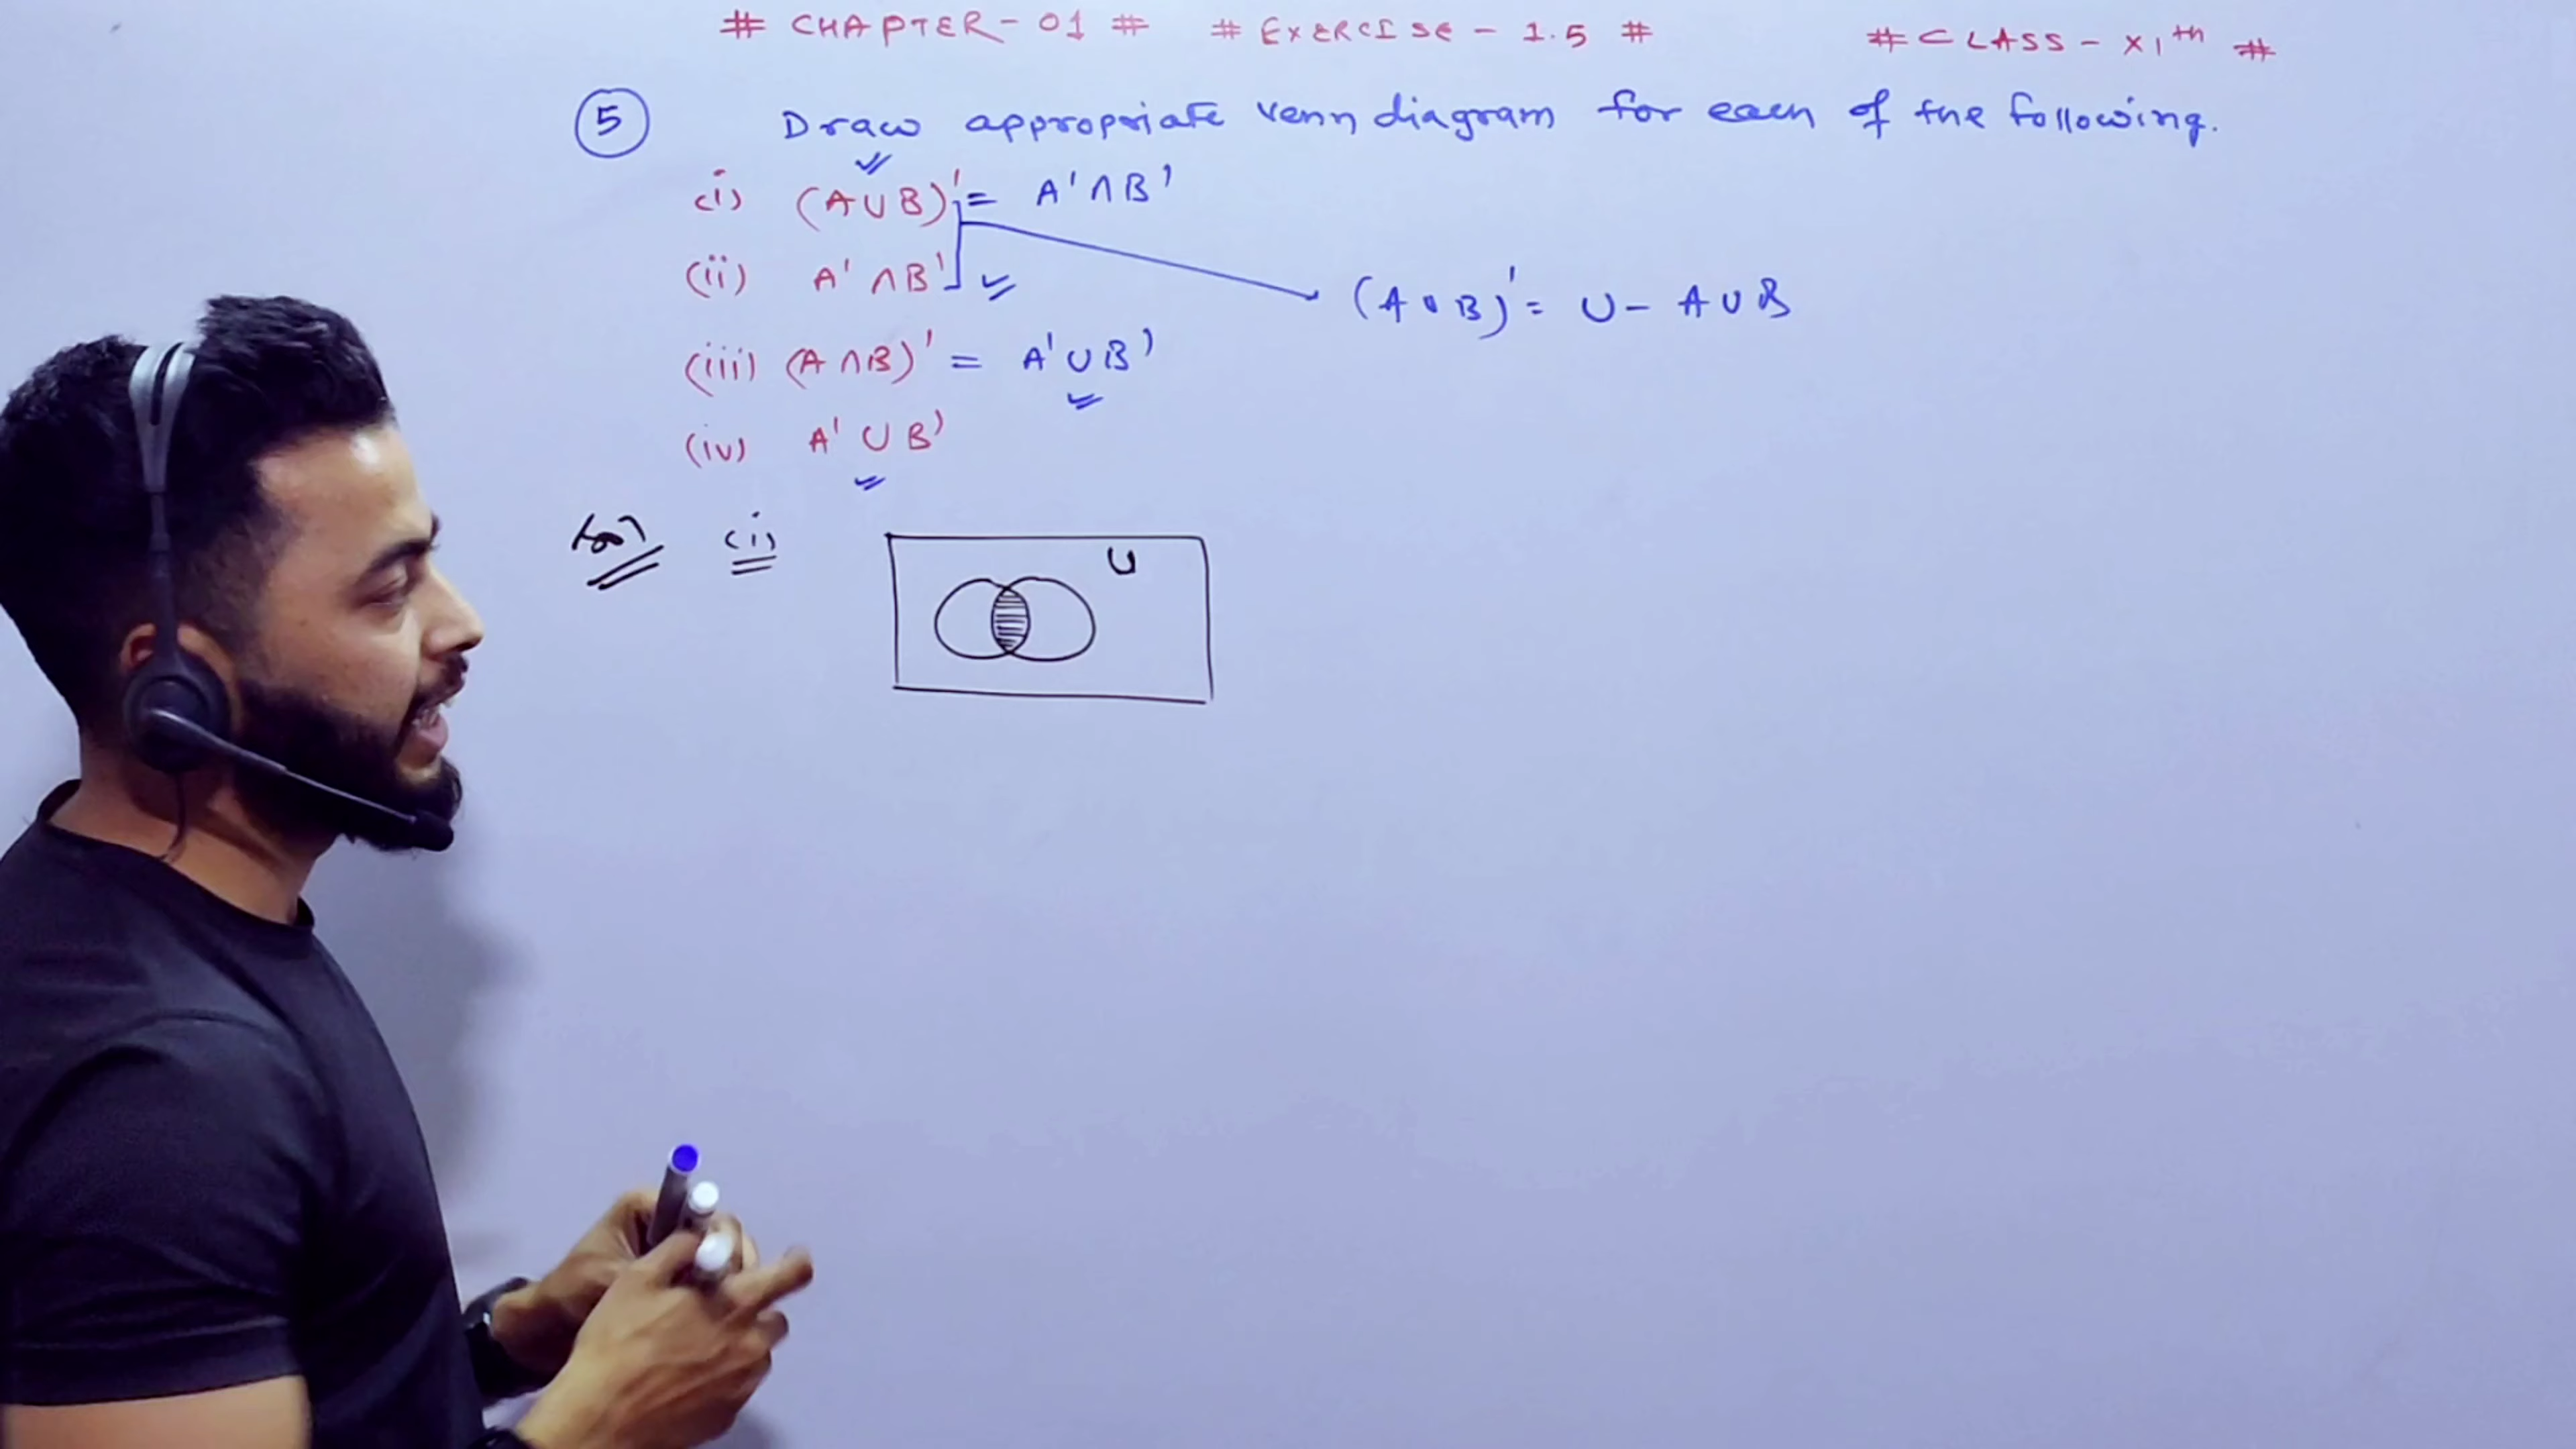 # CHAPTER - 01 # # EXERCISE - 1.5 # # CLASS - XIth #
5 Draw appropriate venn diagram for each of the following.
(i) (A∪B)' = A'∩B'
(ii) A'∩B'
(A∪B)' = U - A∪B
(iii) (A∩B)' = A'∪B'
(iv) A'∪B'
Sol (i)
U